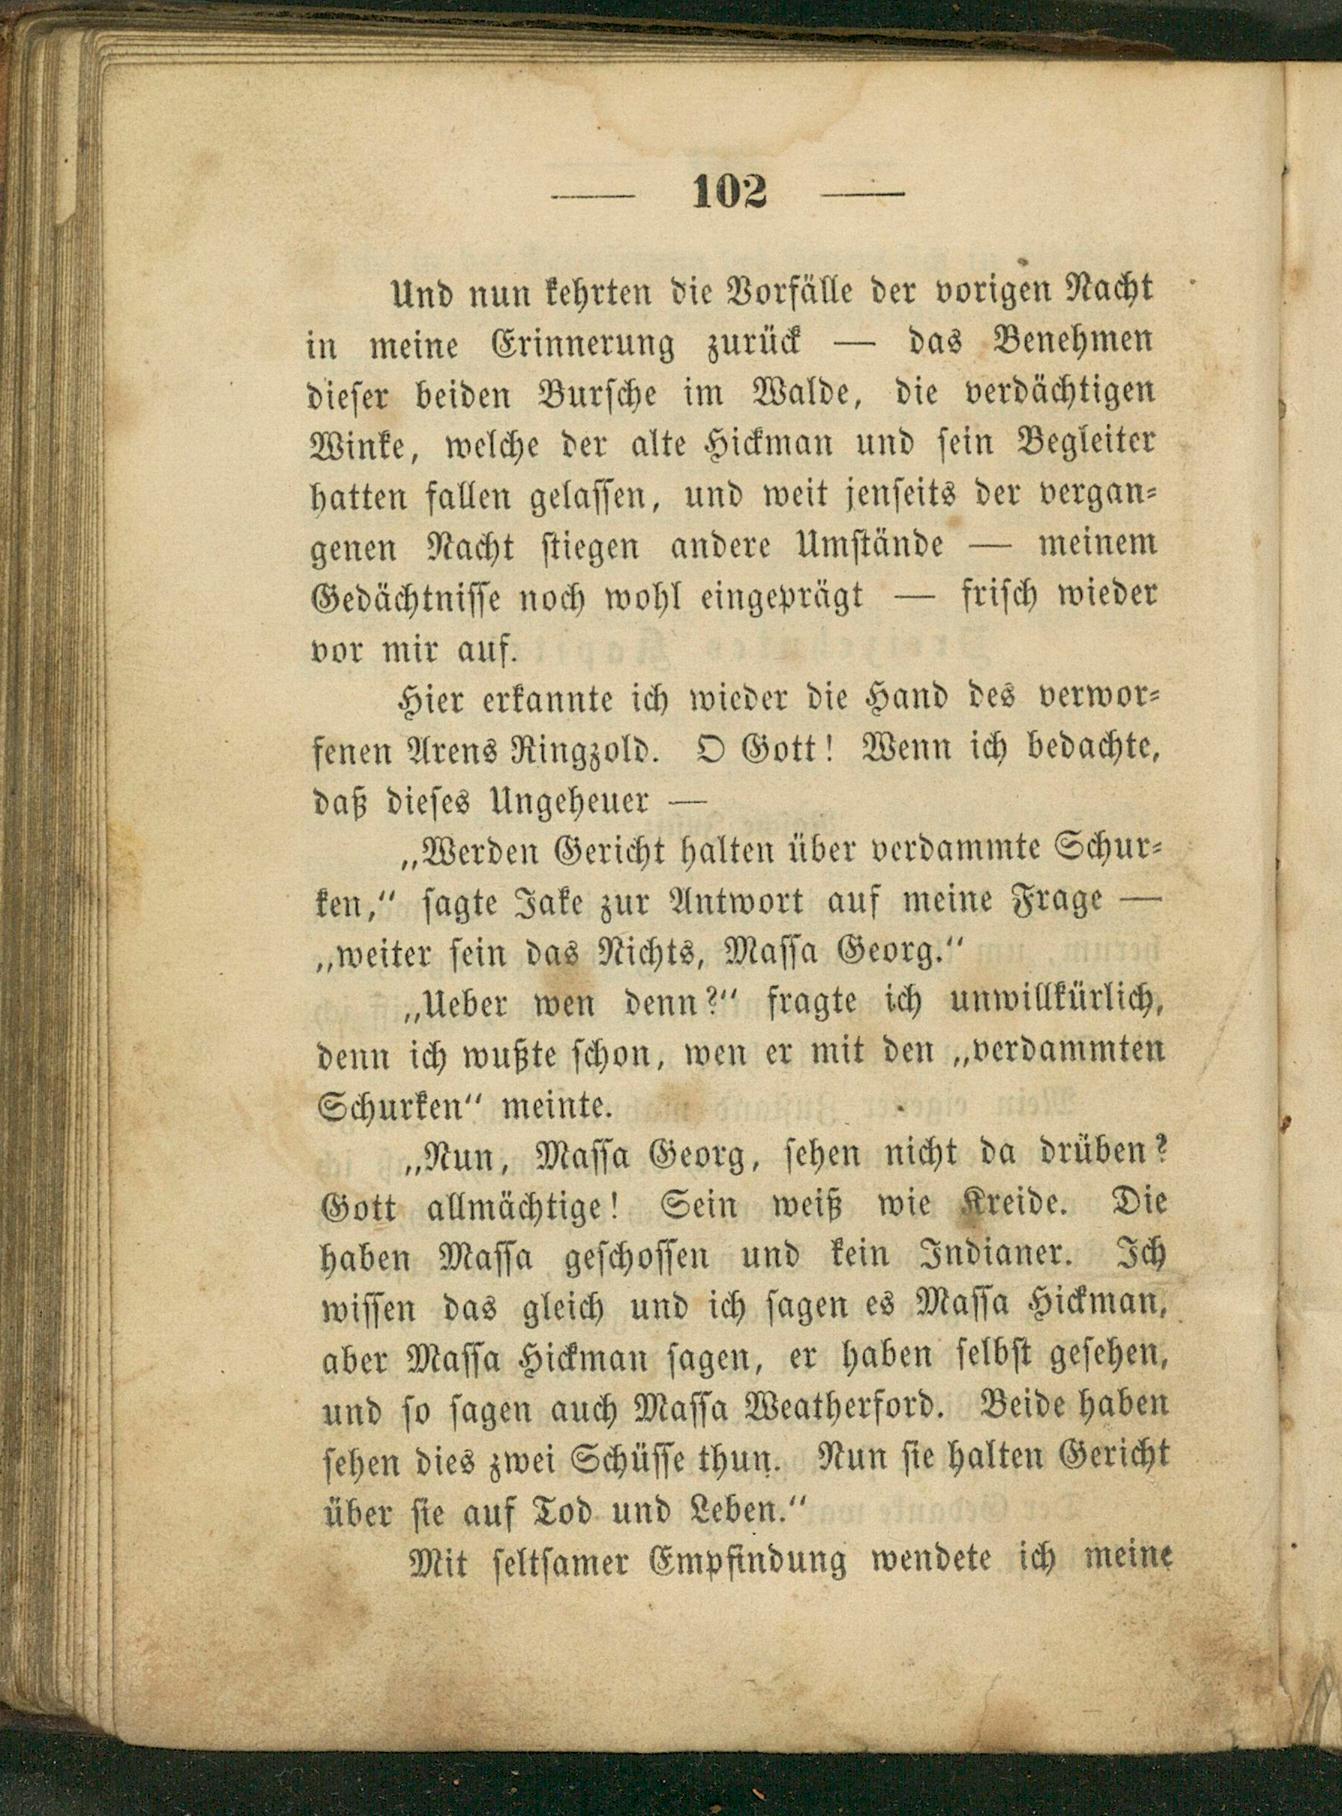 — 102 —
Und nun kehrten die Vorfälle der vorigen Nacht
in meine Erinnerung zurück — das Benehmen
dieser beiden Bursche im Walde, die verdächtigen
Winke, welche der alte Hickman und sein Begleiter
hatten fallen gelassen, und weit jenseits der vergan-
genen Nacht stiegen andere Umstände — meinem
Gedächtnisse noch wohl eingeprägt — frisch wieder
vor mir auf.
Hier erkannte ich wieder die Hand des verwor-
fenen Arens Ringzold. O Gott! Wenn ich bedachte,
daß dieses Ungeheuer —
„Werden Gericht halten über verdammte Schur-
ken,“ sagte Jake zur Antwort auf meine Frage —
„weiter sein das Nichts, Massa Georg.“
„Ueber wen denn?“ fragte ich unwillkürlich,
denn ich wußte schon, wen er mit den „verdammten
Schurken“ meinte.
„Nun, Massa Georg, sehen nicht da drüben?
Gott allmächtige! Sein weiß wie Kreide. Die
haben Massa geschossen und kein Indianer. Ich
wissen das gleich und ich sagen es Massa Hickman,
aber Massa Hickman sagen, er haben selbst gesehen,
und so sagen auch Massa Weatherford. Beide haben
sehen dies zwei Schüsse thun. Nun sie halten Gericht
über sie auf Tod und Leben.“
Mit seltsamer Empfindung wendete ich meine